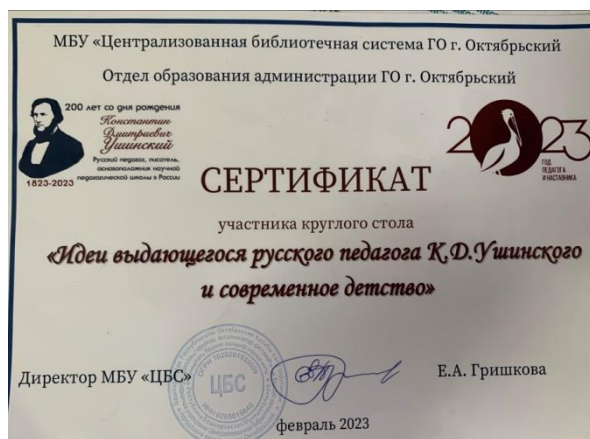 МБУ «Централизованная библиотечная система ГО г. Октябрьский
Отдел образования администрации ГО г. Октябрьский
200 лет со дня рождения
Константин
Дмитриевич
Ушинский
Русский педагог, писатель,
основоположник научной
педагогической школы в России
1823-2023
2023
ГОД
ПЕДАГОГА
И НАСТАВНИКА
СЕРТИФИКАТ
участника круглого стола
«Идеи выдающегося русского педагога К.Д.Ушинского
и современное детство»
Директор МБУ «ЦБС»
ЦБС
Е.А. Гришкова
февраль 2023